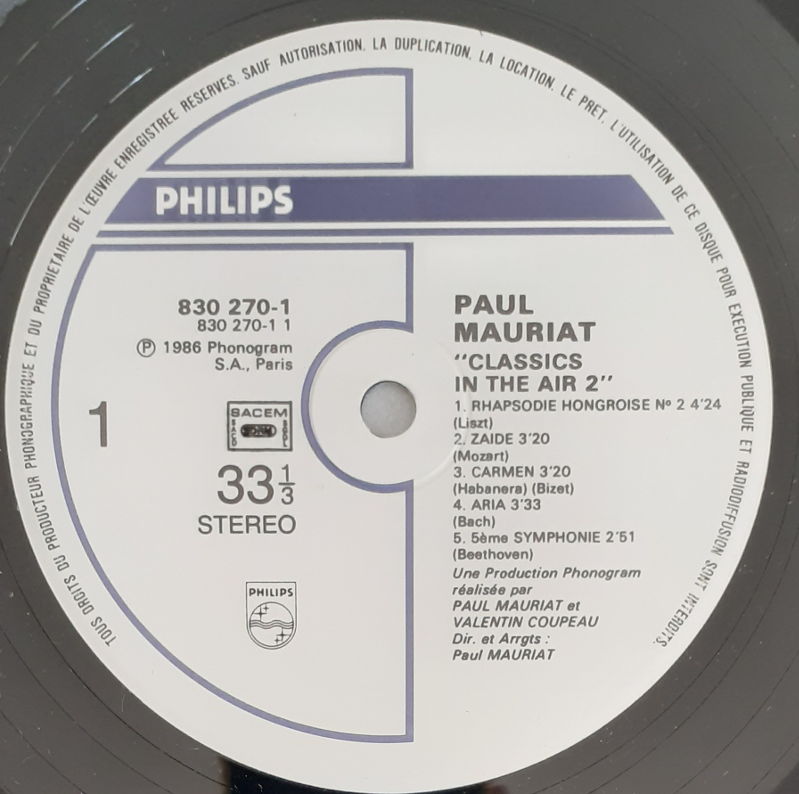 TOUS DROITS DU PRODUCTEUR PHONOGRAPHIQUE ET DU PROPRIETAIRE DE L'ŒUVRE ENREGISTREE RESERVES. SAUF AUTORISATION, LA DUPLICATION, LA LOCATION, LE PRET, L'UTILISATION DE CE DISQUE POUR EXECUTION PUBLIQUE ET RADIODIFFUSION SONT INTERDITS.
PHILIPS
830 270-1
830 270-1 1
℗ 1986 Phonogram
S.A., Paris
1
SACEM
SACD
SDRL
33 1/3
STEREO
PHILIPS
PAUL
MAURIAT
"CLASSICS
IN THE AIR 2"
1. RHAPSODIE HONGROISE Nº 2 4'24
(Liszt)
2. ZAIDE 3'20
(Mozart)
3. CARMEN 3'20
(Habanera) (Bizet)
4. ARIA 3'33
(Bach)
5. 5ème SYMPHONIE 2'51
(Beethoven)
Une Production Phonogram
réalisée par
PAUL MAURIAT et
VALENTIN COUPEAU
Dir. et Arrgts :
Paul MAURIAT